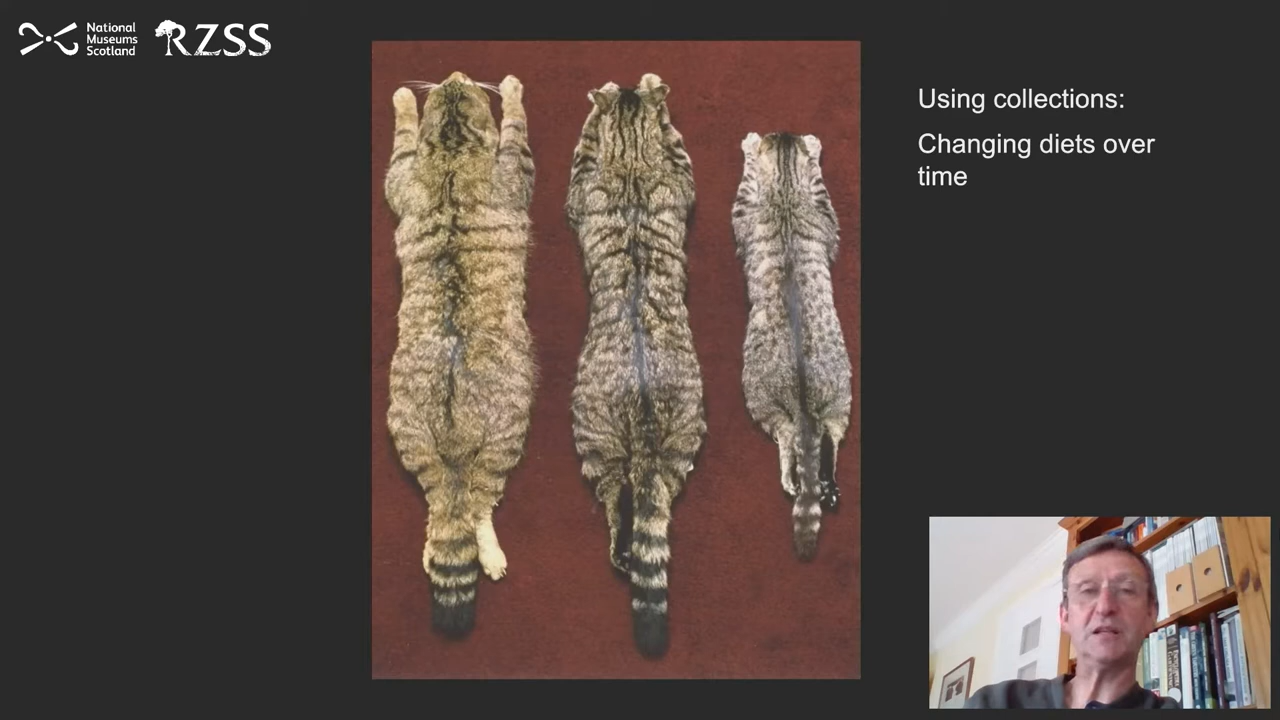 National
Museums
Scotland
RZSS
Using collections:
Changing diets over
time